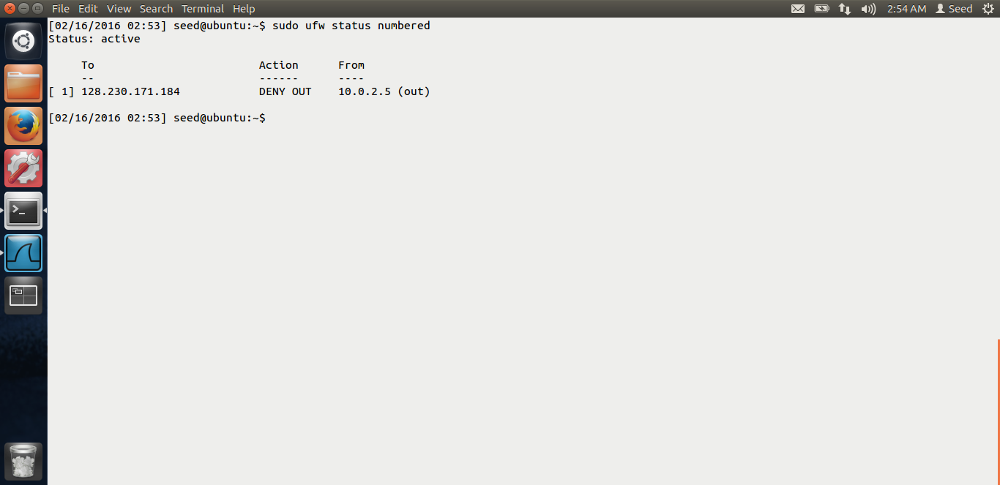 File Edit View Search Terminal Help 2:54 AM Seed
[02/16/2016 02:53] seed@ubuntu:~$ sudo ufw status numbered
Status: active
To Action From
-- ------ ----
[ 1] 128.230.171.184 DENY OUT 10.0.2.5 (out)
[02/16/2016 02:53] seed@ubuntu:~$